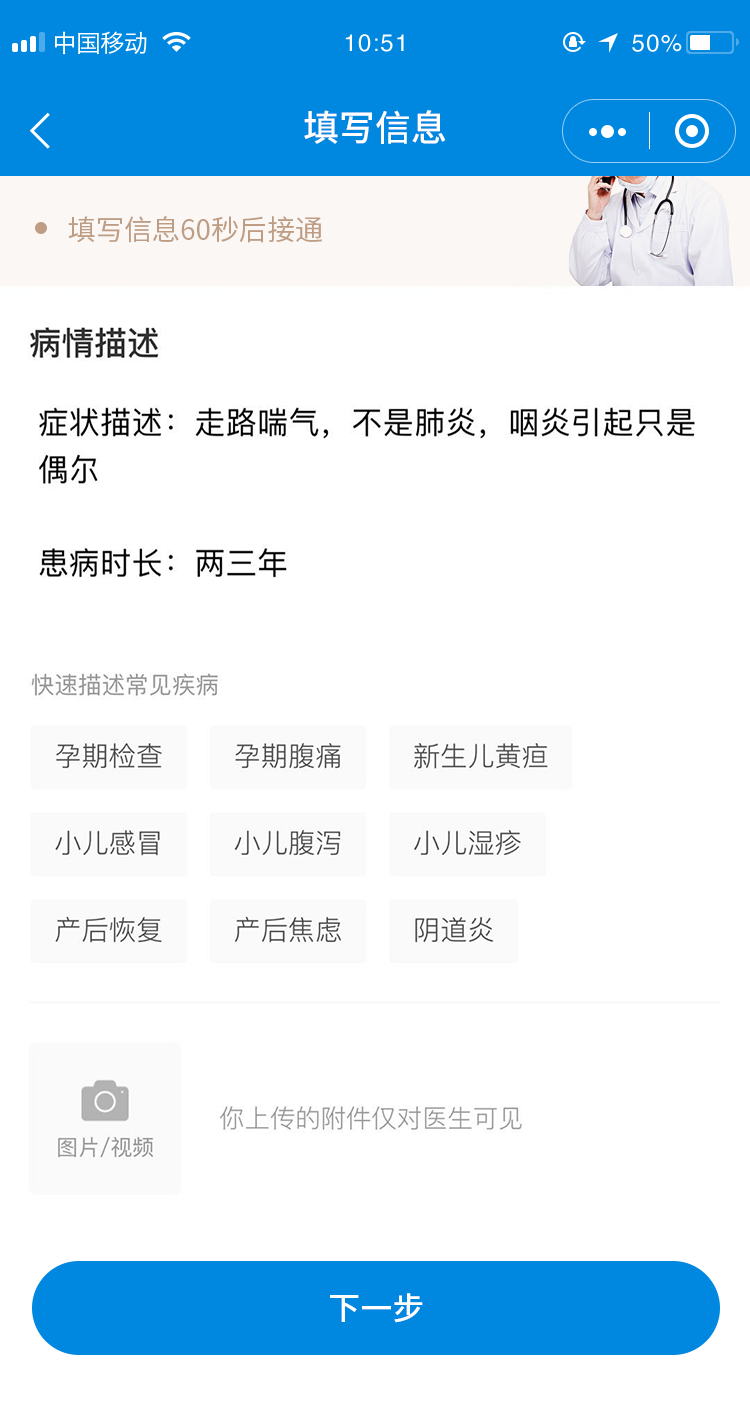 中国移动
10:51
50%
填写信息
填写信息60秒后接通
病情描述
症状描述：走路喘气，不是肺炎，咽炎引起只是
偶尔
患病时长：两三年
快速描述常见疾病
孕期检查 孕期腹痛 新生儿黄疸
小儿感冒 小儿腹泻 小儿湿疹
产后恢复 产后焦虑 阴道炎
图片/视频
你上传的附件仅对医生可见
下一步